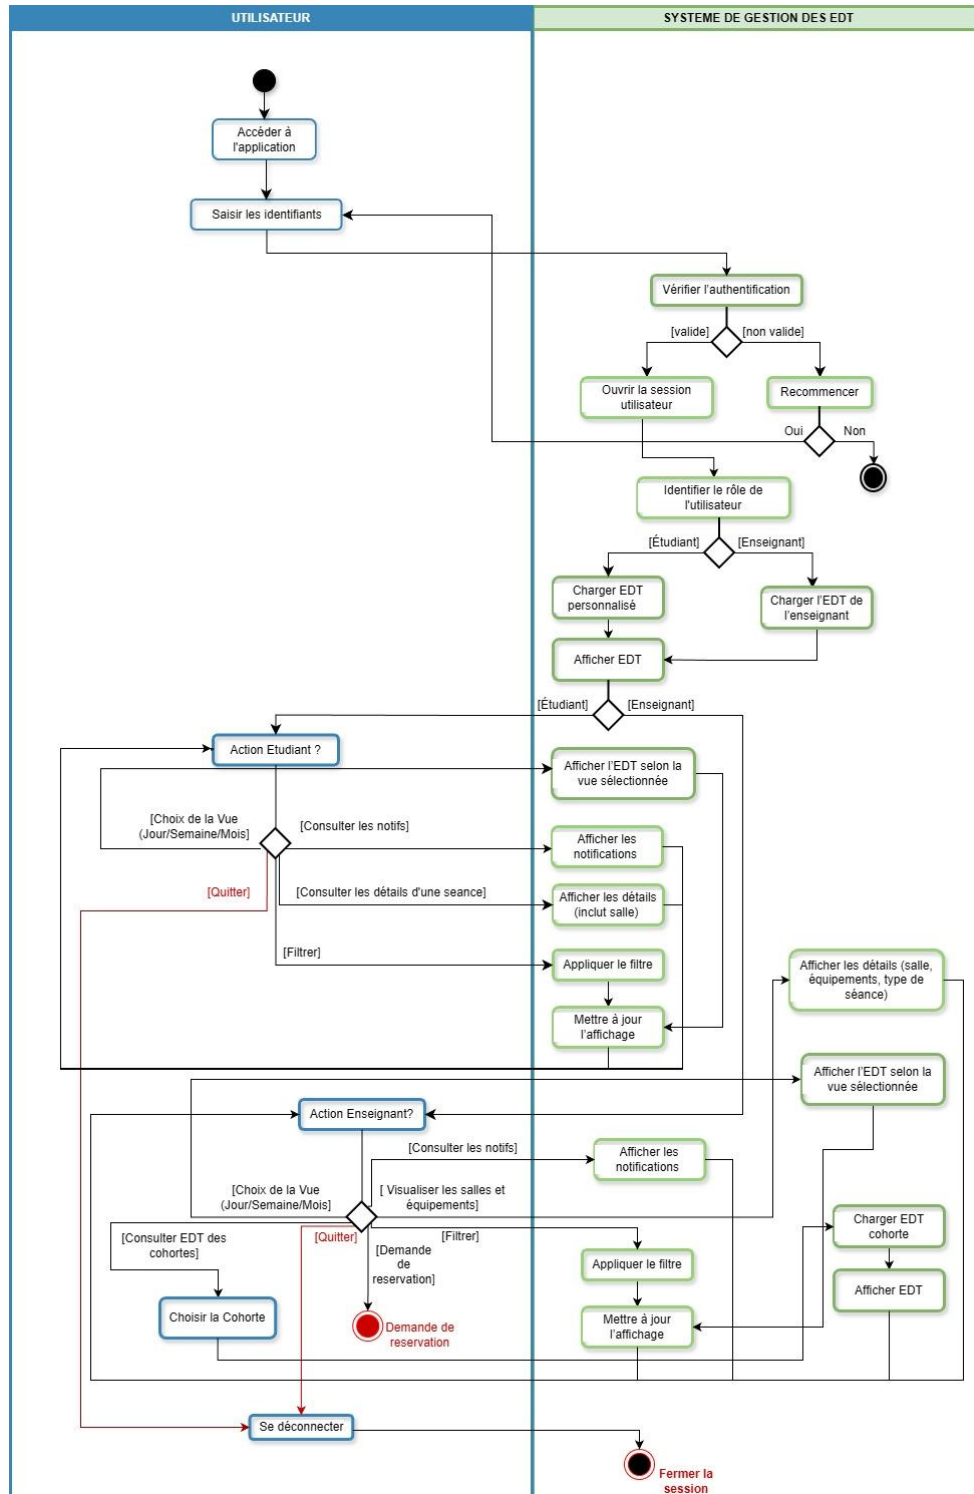 UTILISATEUR
SYSTEME DE GESTION DES EDT
Accéder à
l'application
Saisir les identifiants
Vérifier l'authentification
[valide]
[non valide]
Ouvrir la session
utilisateur
Recommencer
Oui
Non
Identifier le rôle de
l'utilisateur
[Étudiant]
[Enseignant]
Charger EDT
personnalisé
Charger l'EDT de
l'enseignant
Afficher EDT
[Étudiant]
[Enseignant]
Action Etudiant ?
Afficher l'EDT selon la
vue sélectionnée
[Choix de la Vue
(Jour/Semaine/Mois]
[Consulter les notifs]
Afficher les
notifications
[Quitter]
[Consulter les détails d'une seance]
Afficher les détails
(inclut salle)
[Filtrer]
Appliquer le filtre
Afficher les détails (salle,
équipements, type de
séance)
Mettre à jour
l'affichage
Afficher l'EDT selon la
vue sélectionnée
Action Enseignant?
[Consulter les notifs]
Afficher les
notifications
[Choix de la Vue
(Jour/Semaine/Mois]
[ Visualiser les salles et
équipements]
Charger EDT
cohorte
[Consulter EDT des
cohortes]
[Quitter]
[Filtrer]
[Demande
de
reservation]
Appliquer le filtre
Afficher EDT
Choisir la Cohorte
Demande de
reservation
Mettre à jour
l'affichage
Se déconnecter
Fermer la
session